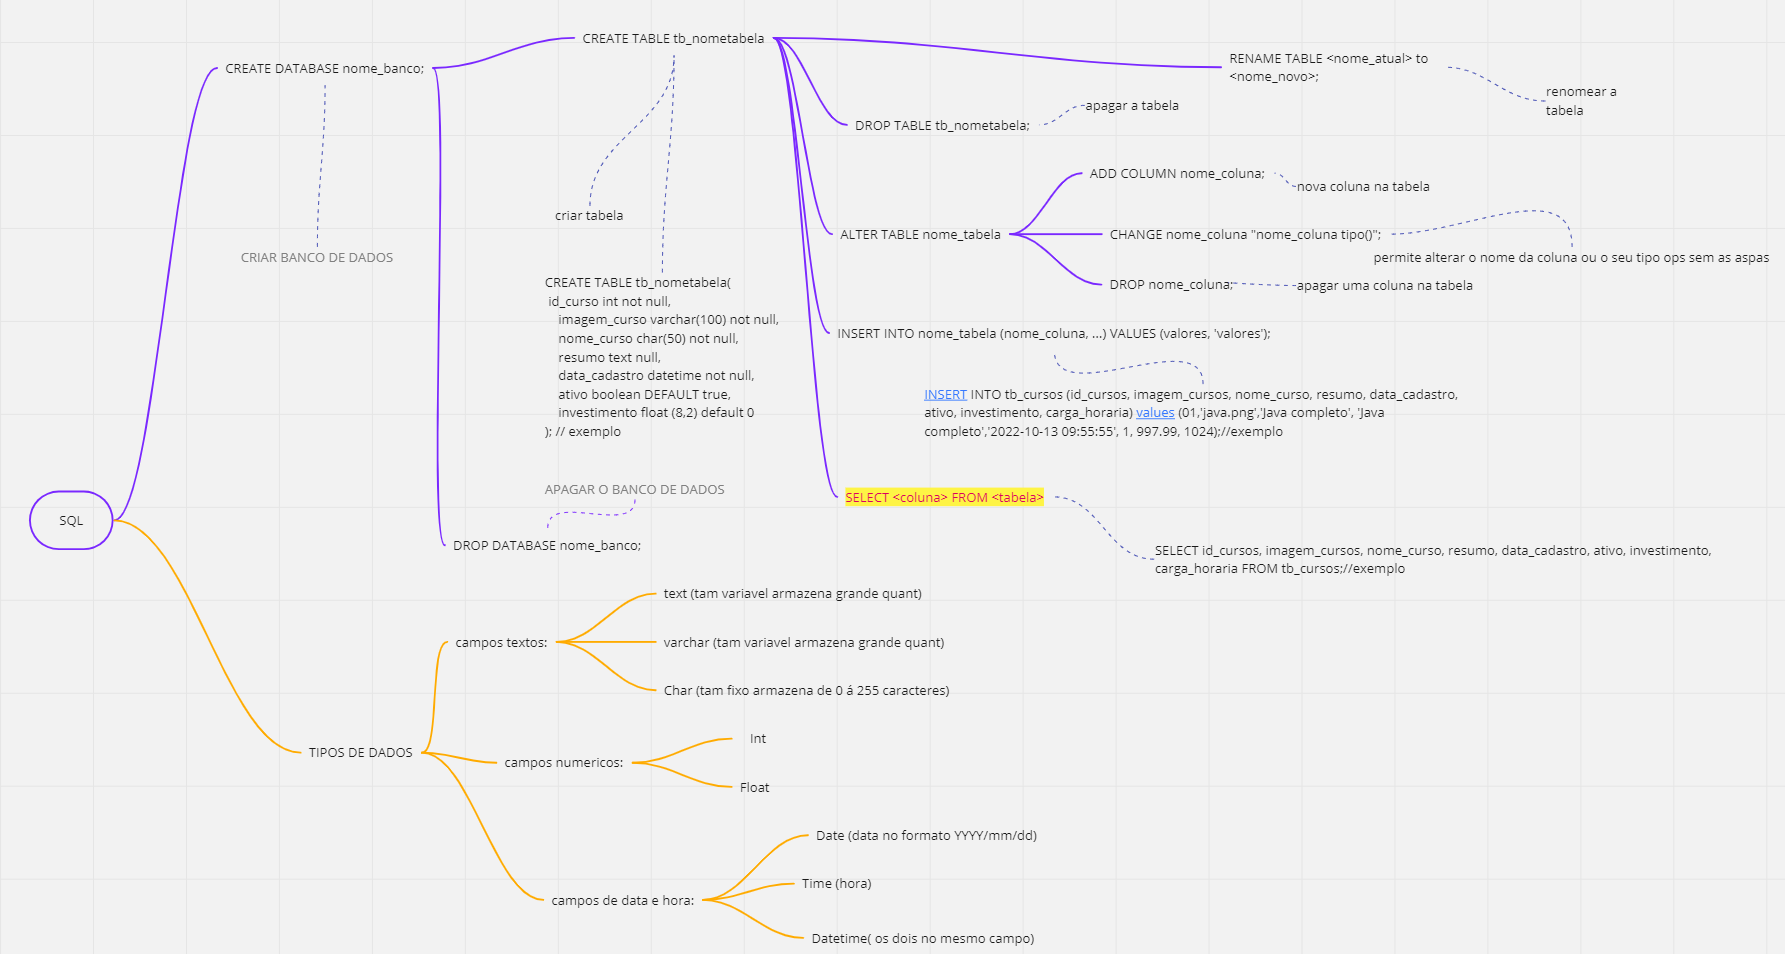 CREATE TABLE tb_nometabela
CREATE DATABASE nome_banco;
RENAME TABLE <nome_atual> to
<nome_novo>;
renomear a
tabela
apagar a tabela
DROP TABLE tb_nometabela;
ADD COLUMN nome_coluna;
nova coluna na tabela
criar tabela
ALTER TABLE nome_tabela
CHANGE nome_coluna "nome_coluna tipo()";
permite alterar o nome da coluna ou o seu tipo ops sem as aspas
CRIAR BANCO DE DADOS
DROP nome_coluna;
apagar uma coluna na tabela
CREATE TABLE tb_nometabela(
id_curso int not null,
imagem_curso varchar(100) not null,
nome_curso char(50) not null,
resumo text null,
data_cadastro datetime not null,
ativo boolean DEFAULT true,
investimento float (8,2) default 0
); // exemplo
INSERT INTO nome_tabela (nome_coluna, ...) VALUES (valores, 'valores');
INSERT INTO tb_cursos (id_cursos, imagem_cursos, nome_curso, resumo, data_cadastro,
ativo, investimento, carga_horaria) values (01,'java.png','Java completo', 'Java
completo','2022-10-13 09:55:55', 1, 997.99, 1024);//exemplo
APAGAR O BANCO DE DADOS
SELECT <coluna> FROM <tabela>
SQL
DROP DATABASE nome_banco;
SELECT id_cursos, imagem_cursos, nome_curso, resumo, data_cadastro, ativo, investimento,
carga_horaria FROM tb_cursos;//exemplo
text (tam variavel armazena grande quant)
campos textos:
varchar (tam variavel armazena grande quant)
Char (tam fixo armazena de 0 á 255 caracteres)
TIPOS DE DADOS
Int
campos numericos:
Float
Date (data no formato YYYY/mm/dd)
Time (hora)
campos de data e hora:
Datetime( os dois no mesmo campo)